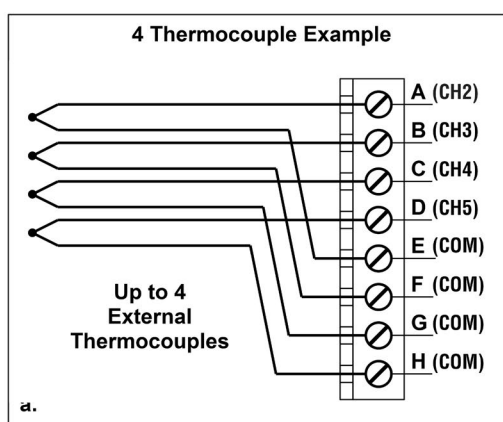 4 Thermocouple Example
A (CH2)
B (CH3)
C (CH4)
D (CH5)
E (COM)
F (COM)
G (COM)
H (COM)
Up to 4
External
Thermocouples
a.